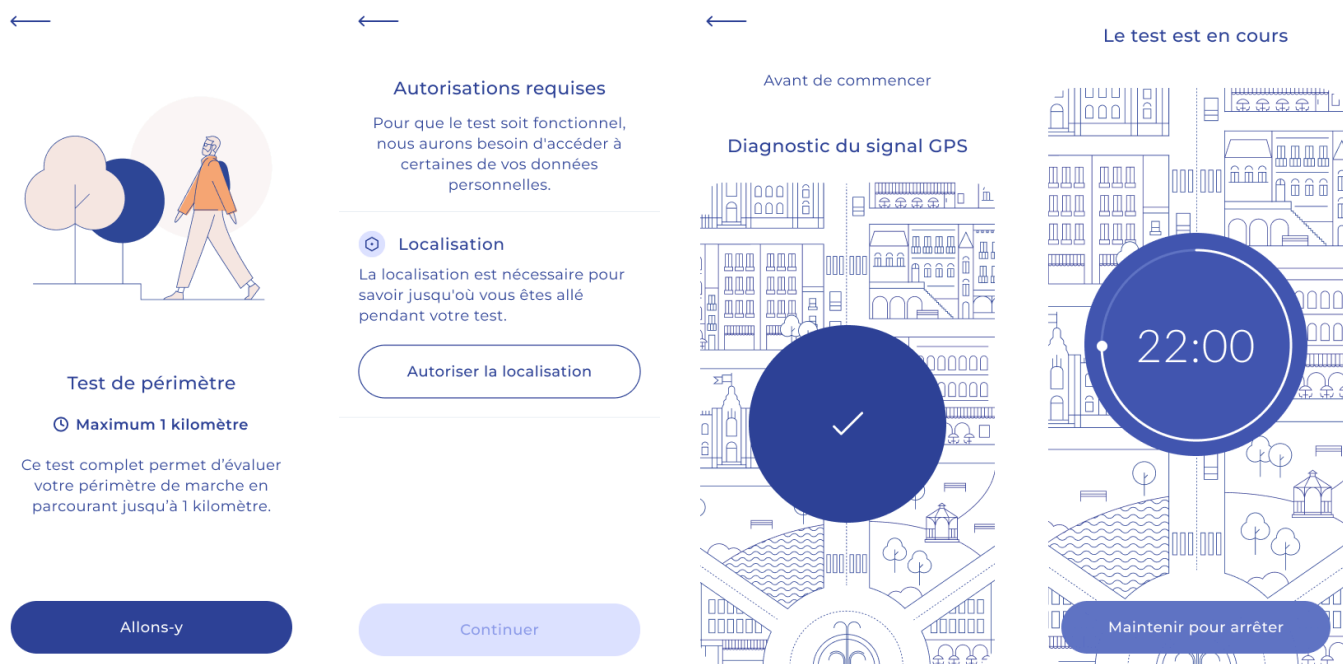 Test de périmètre
Maximum 1 kilomètre
Ce test complet permet d’évaluer
votre périmètre de marche en
parcourant jusqu’à 1 kilomètre.
Allons-y
Autorisations requises
Pour que le test soit fonctionnel,
nous aurons besoin d'accéder à
certaines de vos données
personnelles.
Localisation
La localisation est nécessaire pour
savoir jusqu'où vous êtes allé
pendant votre test.
Autoriser la localisation
Continuer
Avant de commencer
Diagnostic du signal GPS
Le test est en cours
22:00
Maintenir pour arrêter